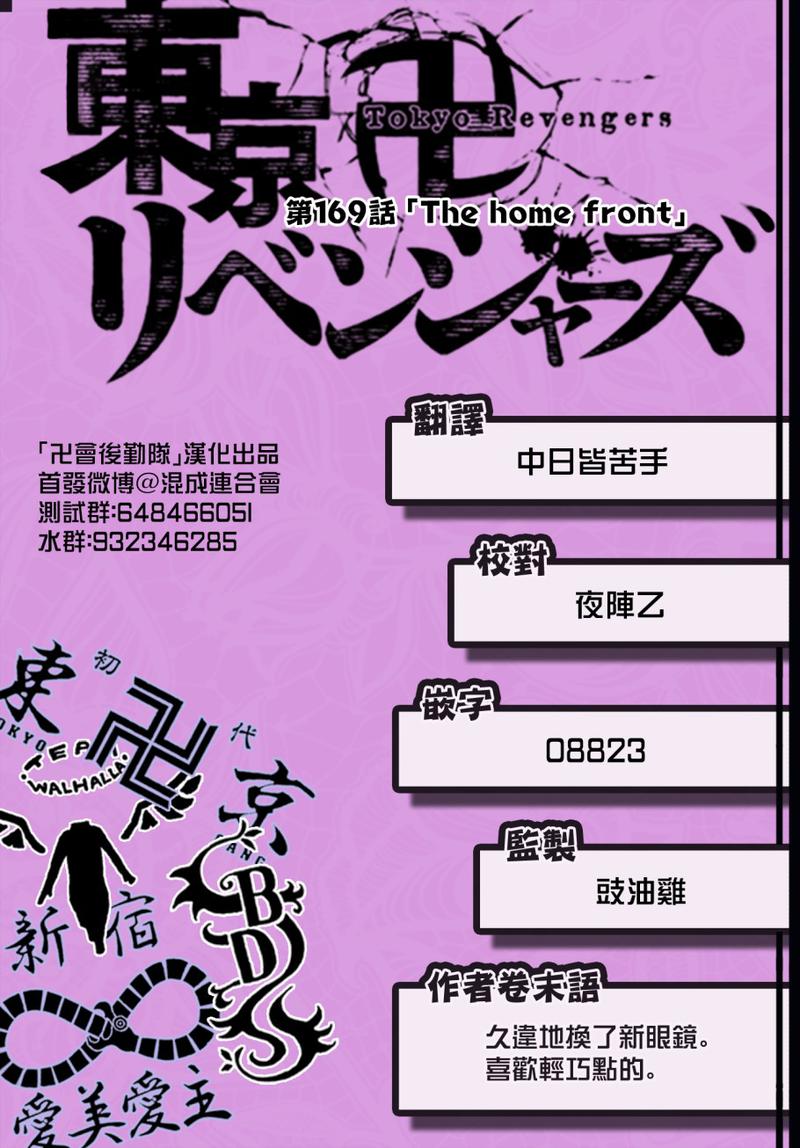 東京卍
Tokyo Revengers
第169話「The home front」
リベンジャーズ
「卍會後勤隊」漢化出品
首發微博@混成連合會
測試群:648466051
水群:932346285
翻譯
中日皆苦手
校對
夜陣乙
嵌字
08823
監製
豉油雞
作者卷末語
久違地換了新眼鏡。
喜歡輕巧點的。
初
東
卍
代
TOKYO
京
WALHALLA
新宿
BD
愛美愛主